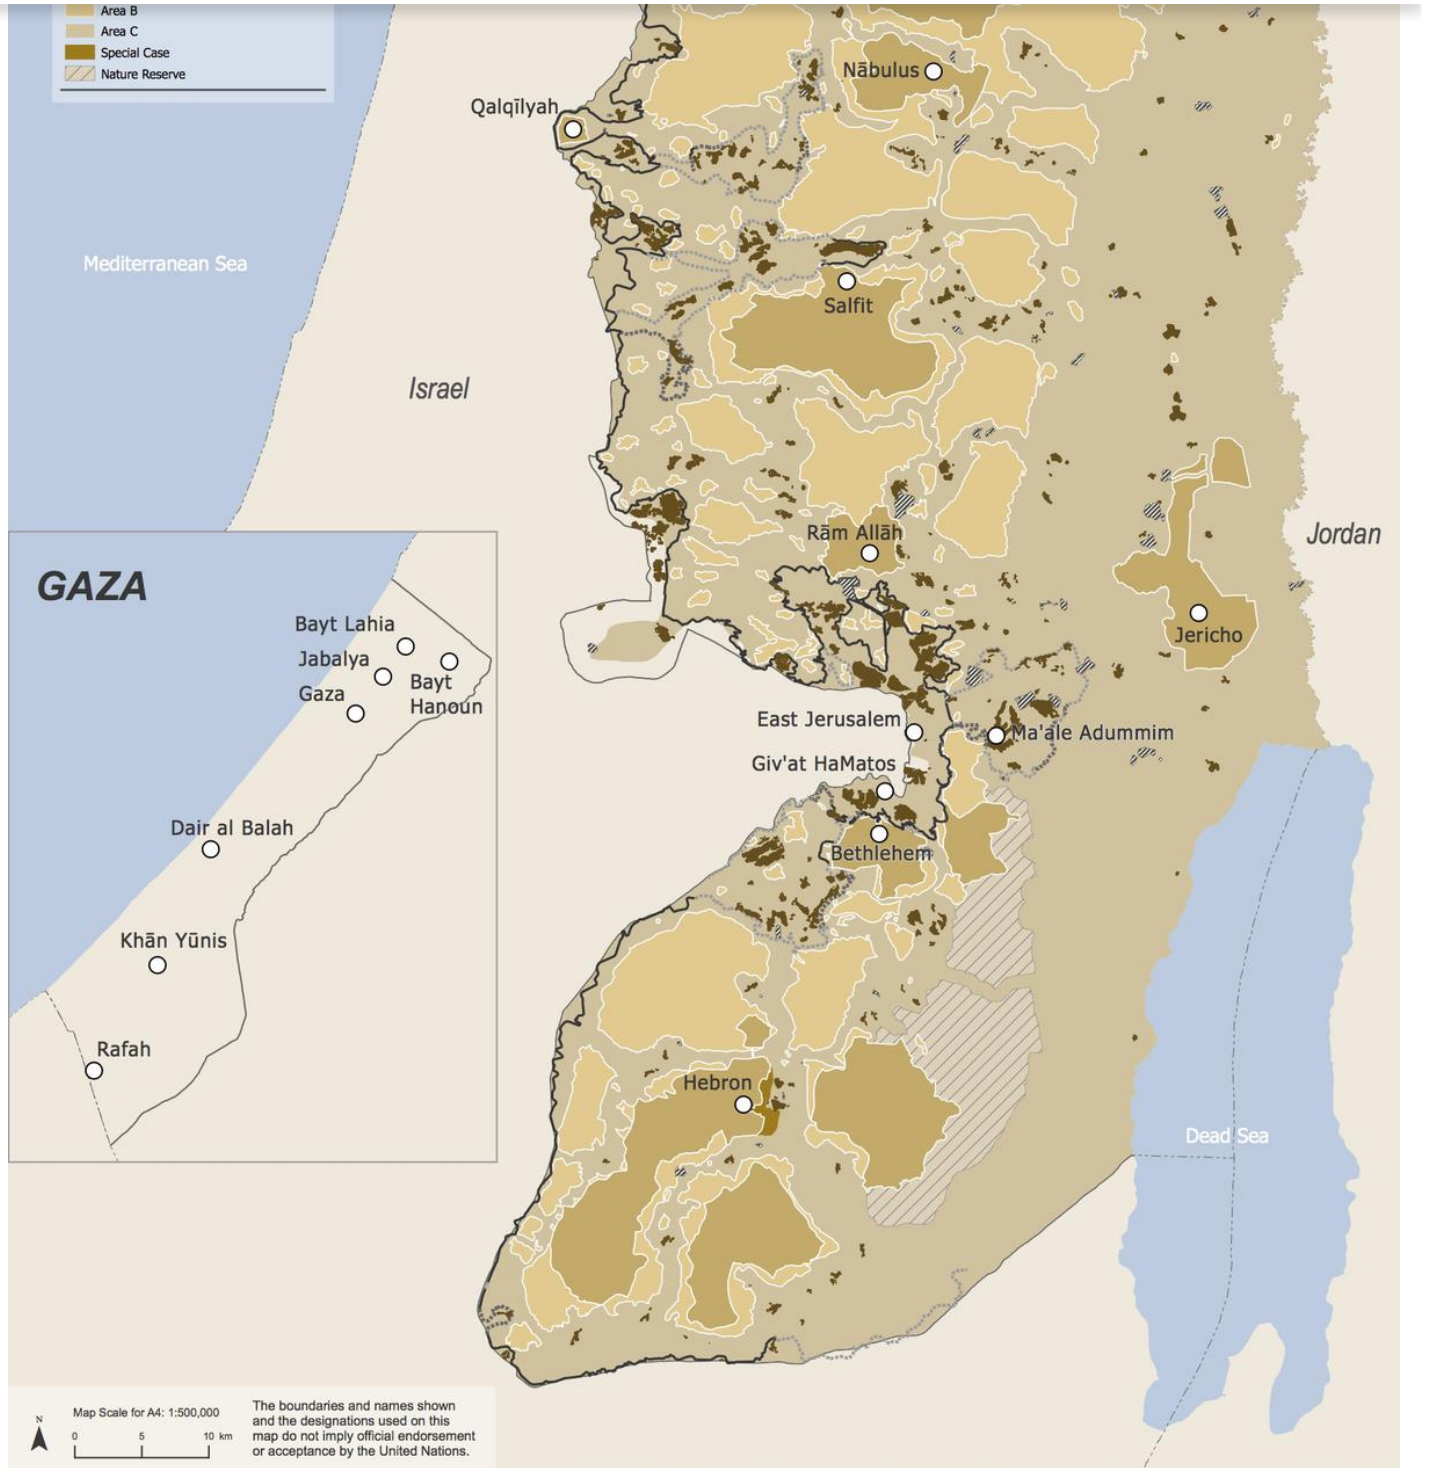 Area B
Area C
Special Case
Nature Reserve
Nābulus
Qalqīlyah
Mediterranean Sea
Salfit
Israel
Rām Allāh
Jordan
GAZA
Bayt Lahia
Jabalya
Bayt
Hanoun
Gaza
Jericho
East Jerusalem
Ma'ale Adummim
Giv'at HaMatos
Dair al Balah
Bethlehem
Khān Yūnis
Rafah
Hebron
Dead Sea
N
Map Scale for A4: 1:500,000
0 5 10 km
The boundaries and names shown
and the designations used on this
map do not imply official endorsement
or acceptance by the United Nations.